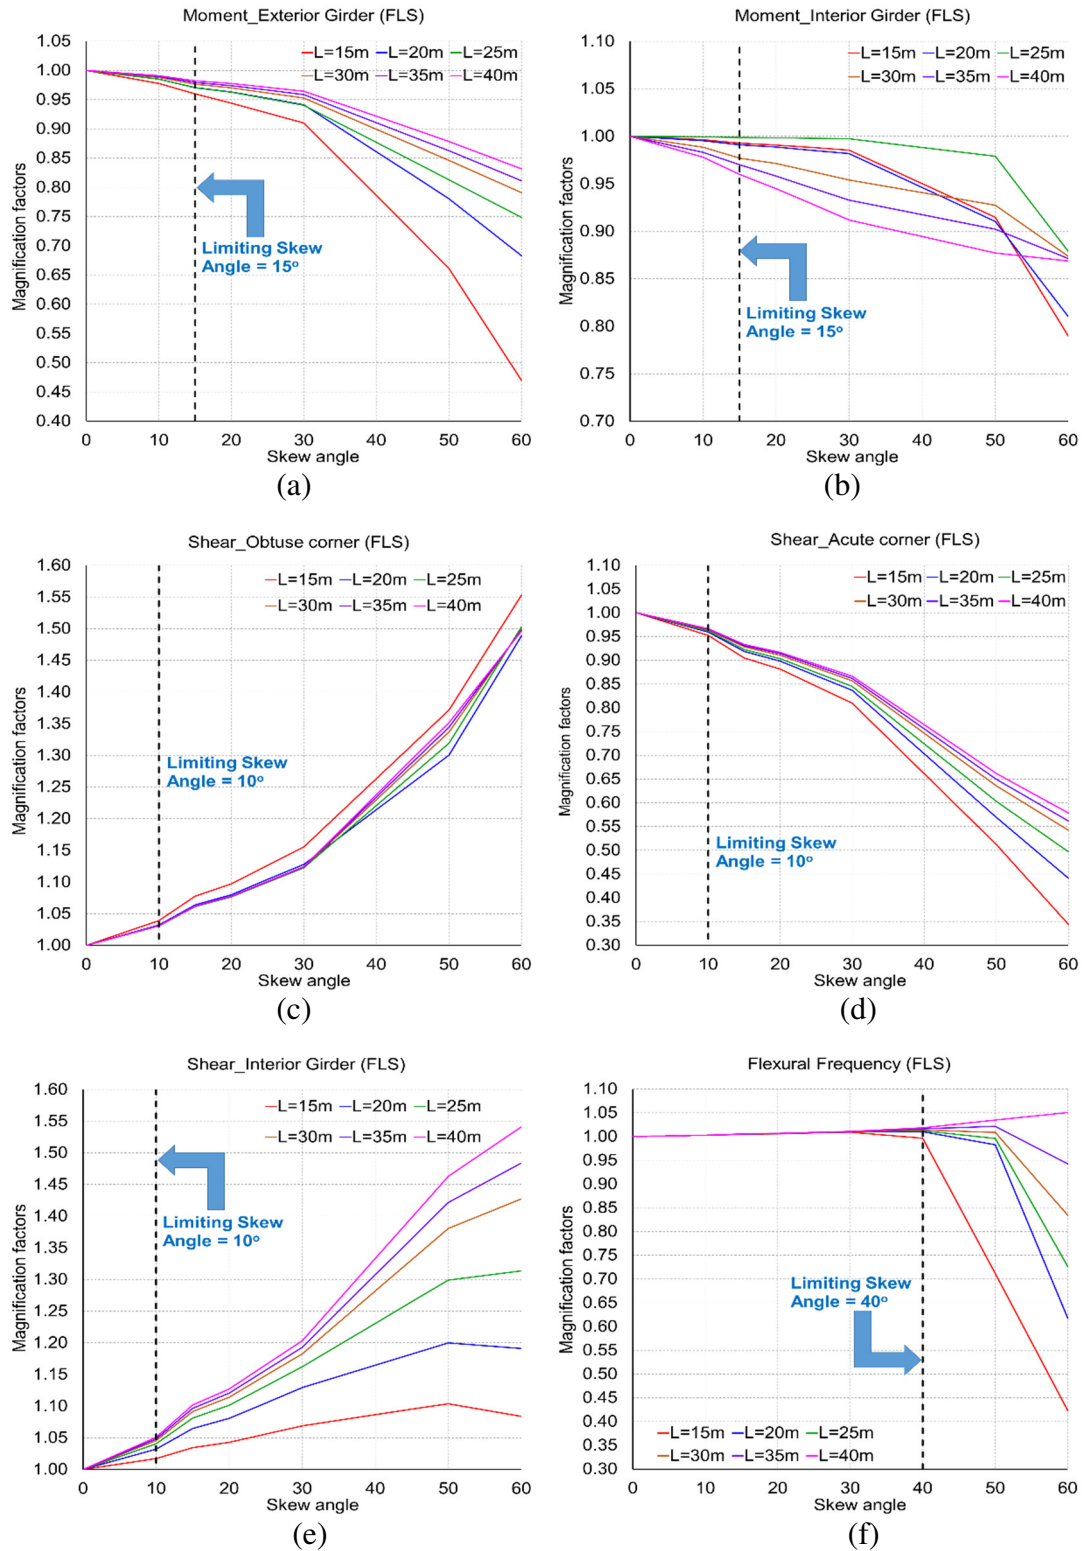 Moment_Exterior Girder (FLS)
1.05
1.00
0.95
0.90
0.85
0.80
0.75
0.70
0.65
0.60
0.55
0.50
0.45
0.40
Magnification factors
L=15m L=20m L=25m
L=30m L=35m L=40m
Limiting Skew
Angle = 15°
0 10 20 30 40 50 60
Skew angle
(a)
Moment_Interior Girder (FLS)
1.10
1.05
1.00
0.95
0.90
0.85
0.80
0.75
0.70
Magnification factors
L=15m L=20m L=25m
L=30m L=35m L=40m
Limiting Skew
Angle = 15°
0 10 20 30 40 50 60
Skew angle
(b)
Shear_Obtuse corner (FLS)
1.60
1.55
1.50
1.45
1.40
1.35
1.30
1.25
1.20
1.15
1.10
1.05
1.00
Magnification factors
L=15m L=20m L=25m
L=30m L=35m L=40m
Limiting Skew
Angle = 10°
0 10 20 30 40 50 60
Skew angle
(c)
Shear_Acute corner (FLS)
1.10
1.05
1.00
0.95
0.90
0.85
0.80
0.75
0.70
0.65
0.60
0.55
0.50
0.45
0.40
0.35
0.30
Magnification factors
L=15m L=20m L=25m
L=30m L=35m L=40m
Limiting Skew
Angle = 10°
0 10 20 30 40 50 60
Skew angle
(d)
Shear_Interior Girder (FLS)
1.60
1.55
1.50
1.45
1.40
1.35
1.30
1.25
1.20
1.15
1.10
1.05
1.00
Magnification factors
L=15m L=20m L=25m
L=30m L=35m L=40m
Limiting Skew
Angle = 10°
0 10 20 30 40 50 60
Skew angle
(e)
Flexural Frequency (FLS)
1.10
1.05
1.00
0.95
0.90
0.85
0.80
0.75
0.70
0.65
0.60
0.55
0.50
0.45
0.40
0.35
0.30
Magnification factors
Limiting Skew
Angle = 40°
L=15m L=20m L=25m
L=30m L=35m L=40m
0 10 20 30 40 50 60
Skew angle
(f)